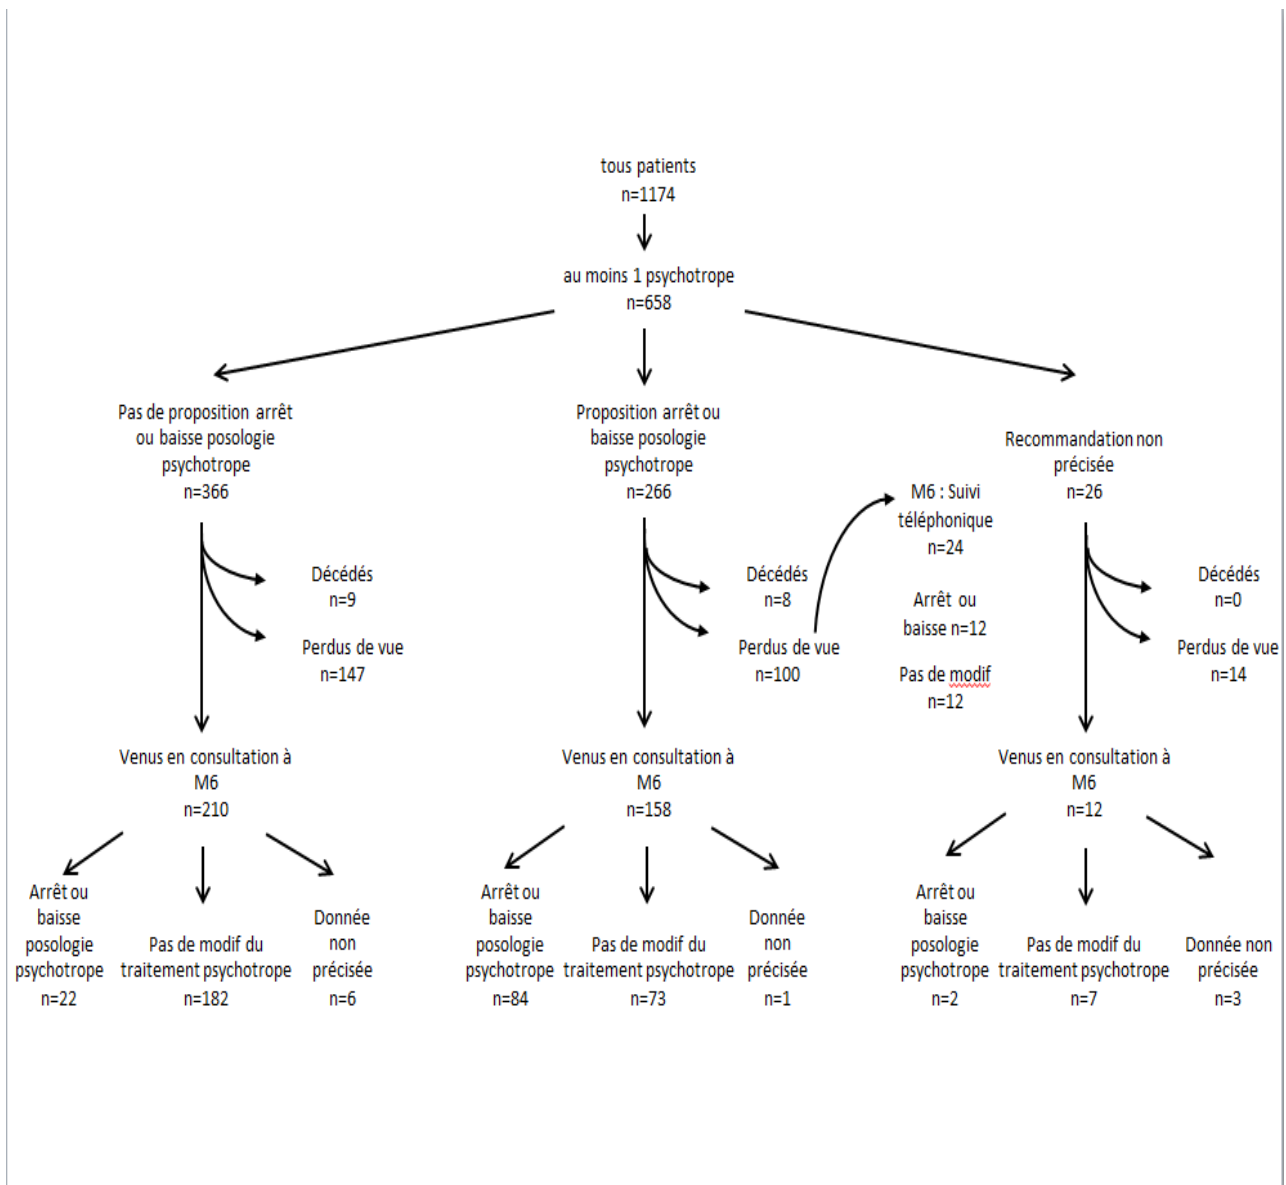 tous patients
n=1174
au moins 1 psychotrope
n=658
Pas de proposition arrêt
ou baisse posologie
psychotrope
n=366
Proposition arrêt ou
baisse posologie
psychotrope
n=266
Recommandation non
précisée
n=26
M6 : Suivi
téléphonique
n=24
Arrêt ou
baisse n=12
Pas de modif
n=12
Décédés
n=9
Perdus de vue
n=147
Décédés
n=8
Perdus de vue
n=100
Décédés
n=0
Perdus de vue
n=14
Venus en consultation à
M6
n=210
Venus en consultation à
M6
n=158
Venus en consultation à
M6
n=12
Arrêt ou
baisse
posologie
psychotrope
n=22
Pas de modif du
traitement psychotrope
n=182
Donnée
non
précisée
n=6
Arrêt ou
baisse
posologie
psychotrope
n=84
Pas de modif du
traitement psychotrope
n=73
Donnée
non
précisée
n=1
Arrêt ou
baisse
posologie
psychotrope
n=2
Pas de modif du
traitement psychotrope
n=7
Donnée non
précisée
n=3